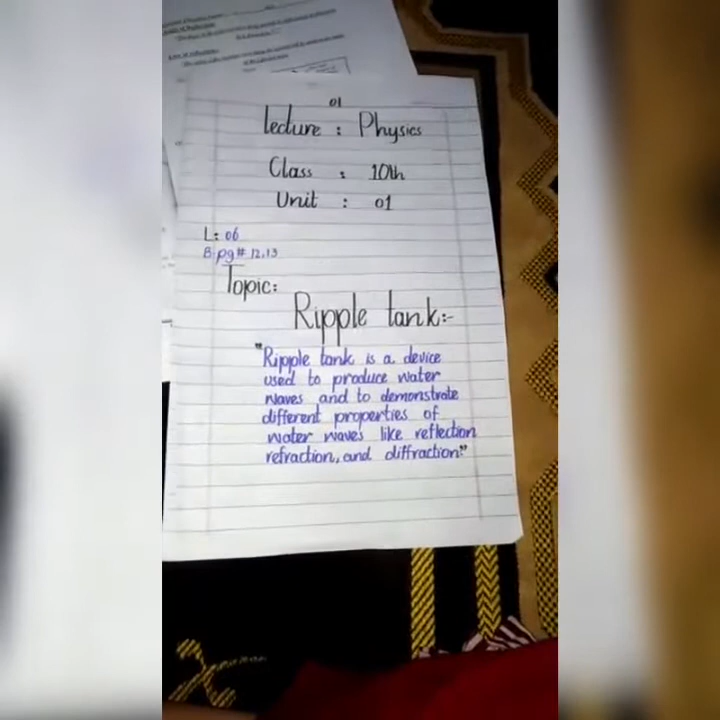 01
Lecture : Physics
Class : 10th
Unit : 01
L: 06
B pg# 12,13
Topic:
Ripple tank:-
"Ripple tank is a device
used to produce water
waves and to demonstrate
different properties of
water waves like reflection
refraction, and diffraction."